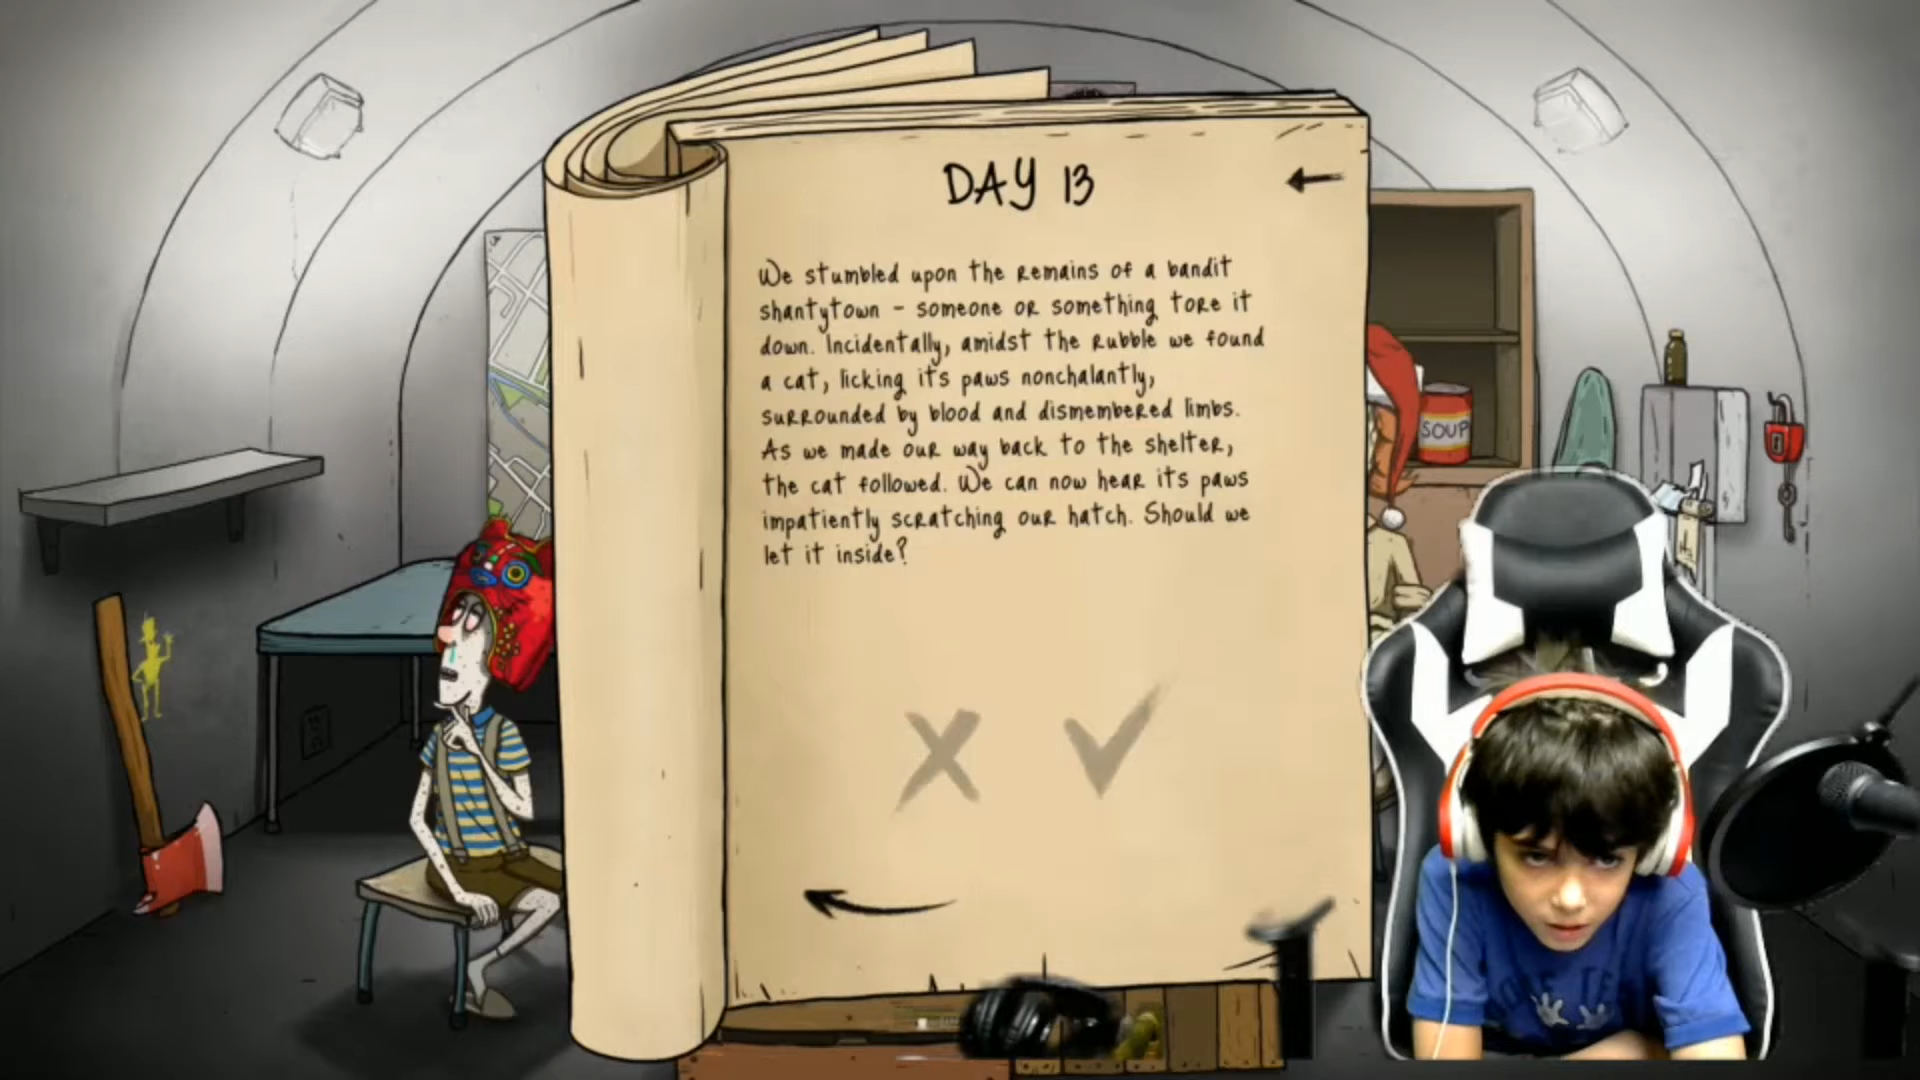 DAY 13
We stumbled upon the remains of a bandit
shantytown - someone or something tore it
down. Incidentally, amidst the rubble we found
a cat, licking its paws nonchalantly,
surrounded by blood and dismembered limbs.
As we made our way back to the shelter,
the cat followed. We can now hear its paws
impatiently scratching our hatch. Should we
let it inside?
SOUP